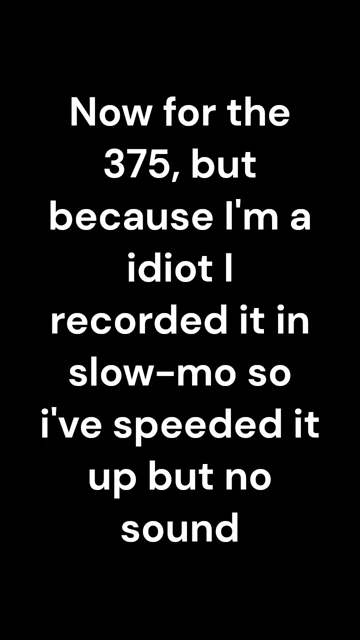 Now for the
375, but
because I'm a
idiot I
recorded it in
slow-mo so
i've speeded it
up but no
sound